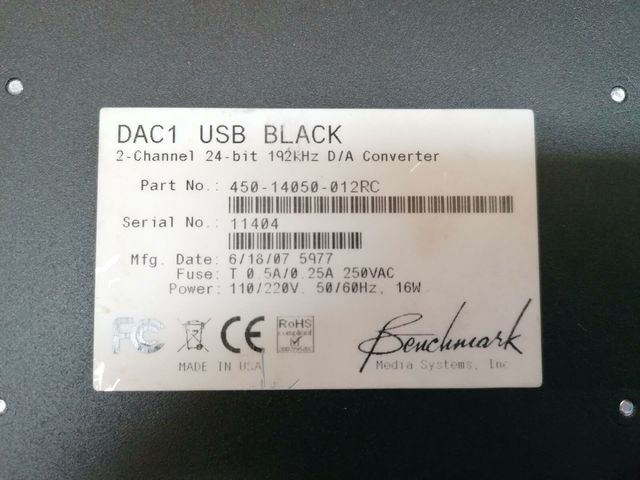 DAC1 USB BLACK
2-Channel 24-bit 192kHz D/A Converter
Part No.: 450-14050-012RC
Serial No.: 11404
Mfg. Date: 6/18/07 5977
Fuse: T 0.5A/0.25A 250VAC
Power: 110/220V, 50/60Hz, 16W
FC CE RoHS
compliant
MADE IN USA
Benchmark
Media Systems, Inc